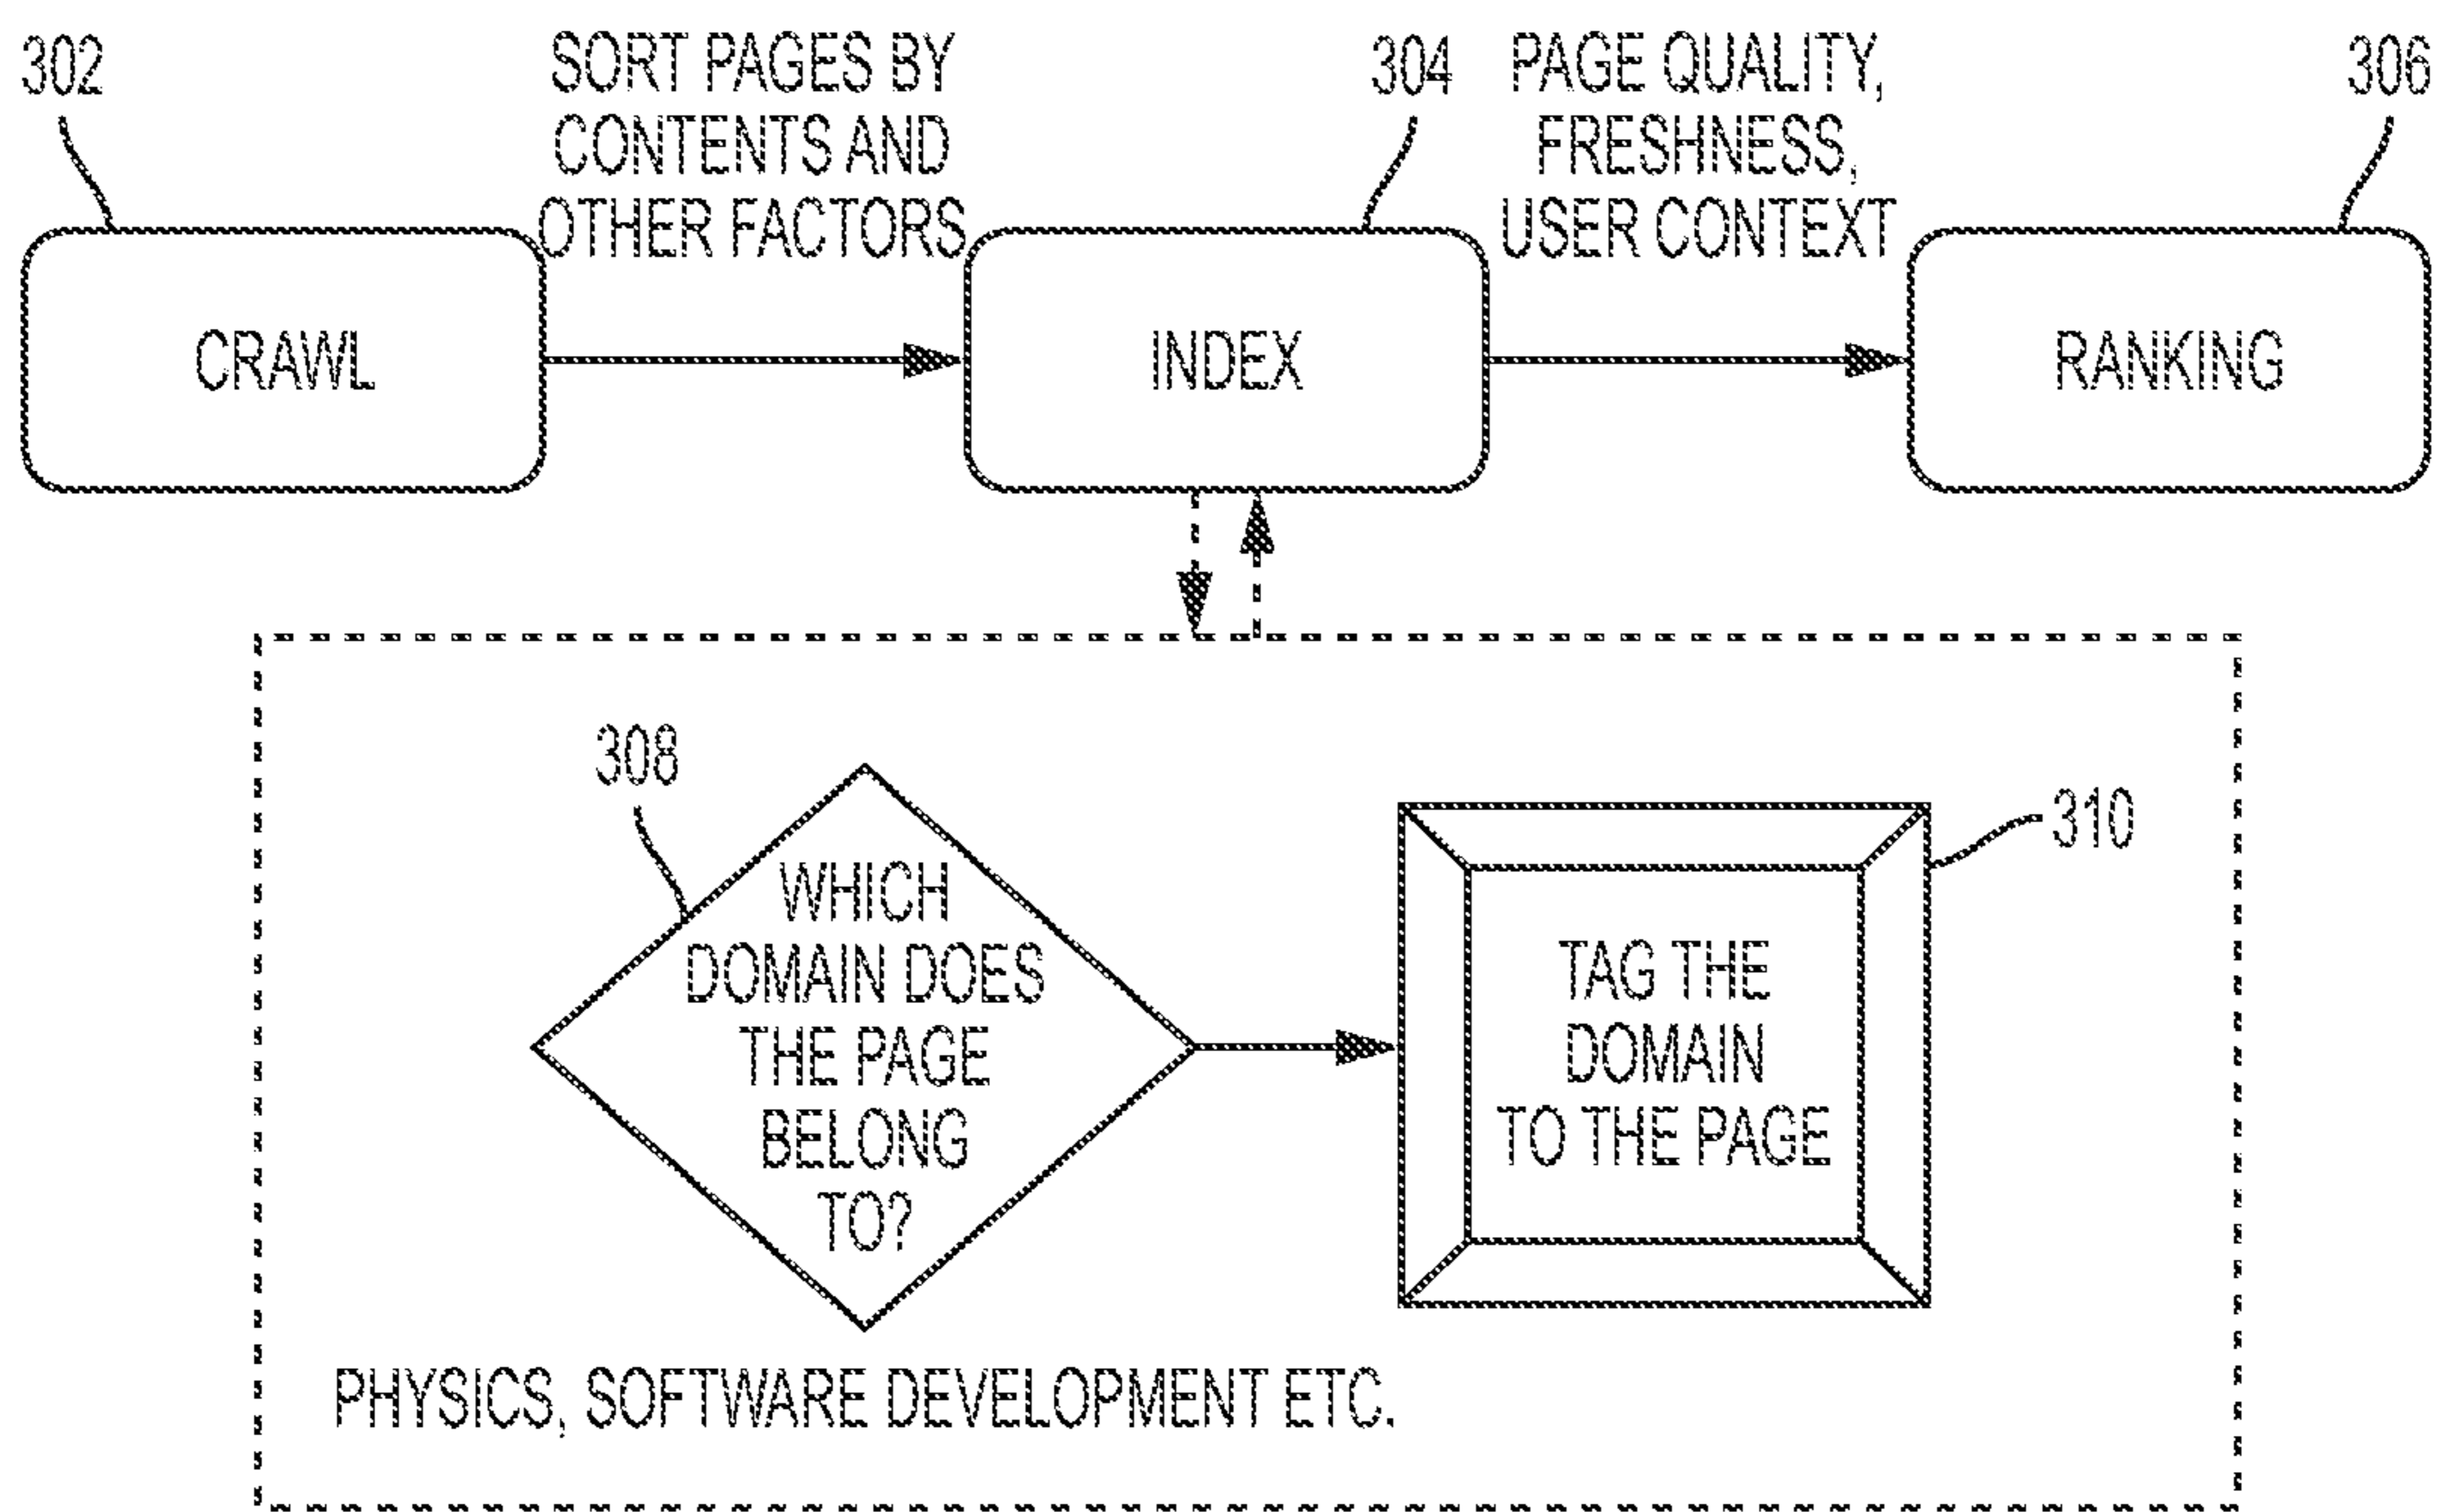 302
SORT PAGES BY
CONTENTS AND
OTHER FACTORS
304
PAGE QUALITY,
FRESHNESS,
USER CONTEXT
306
CRAWL
INDEX
RANKING
308
WHICH
DOMAIN DOES
THE PAGE
BELONG
TO?
310
TAG THE
DOMAIN
TO THE PAGE
PHYSICS, SOFTWARE DEVELOPMENT ETC.